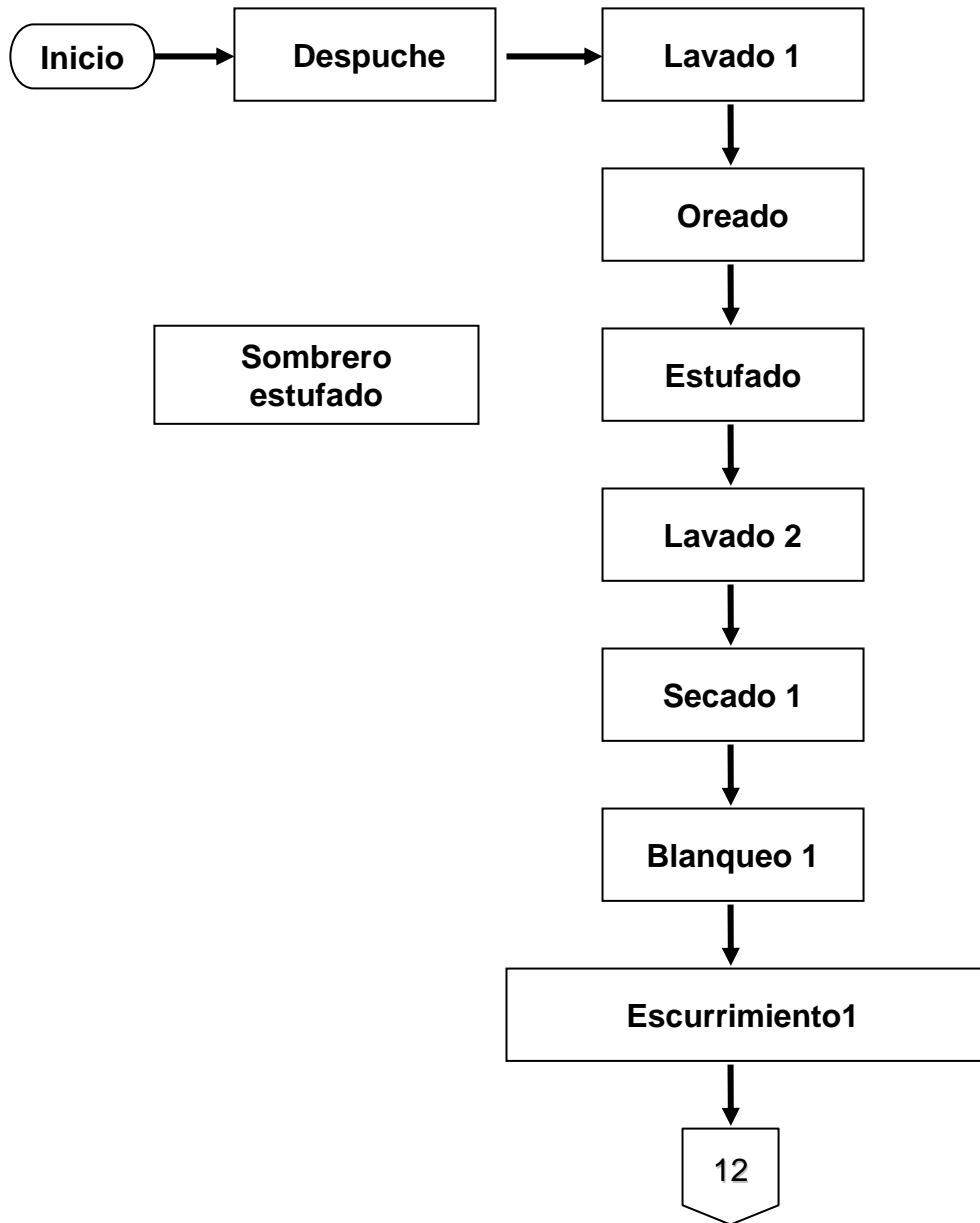 Inicio
Despuche
Lavado 1
Oreado
Sombrero
estufado
Estufado
Lavado 2
Secado 1
Blanqueo 1
Escurrimiento1
12